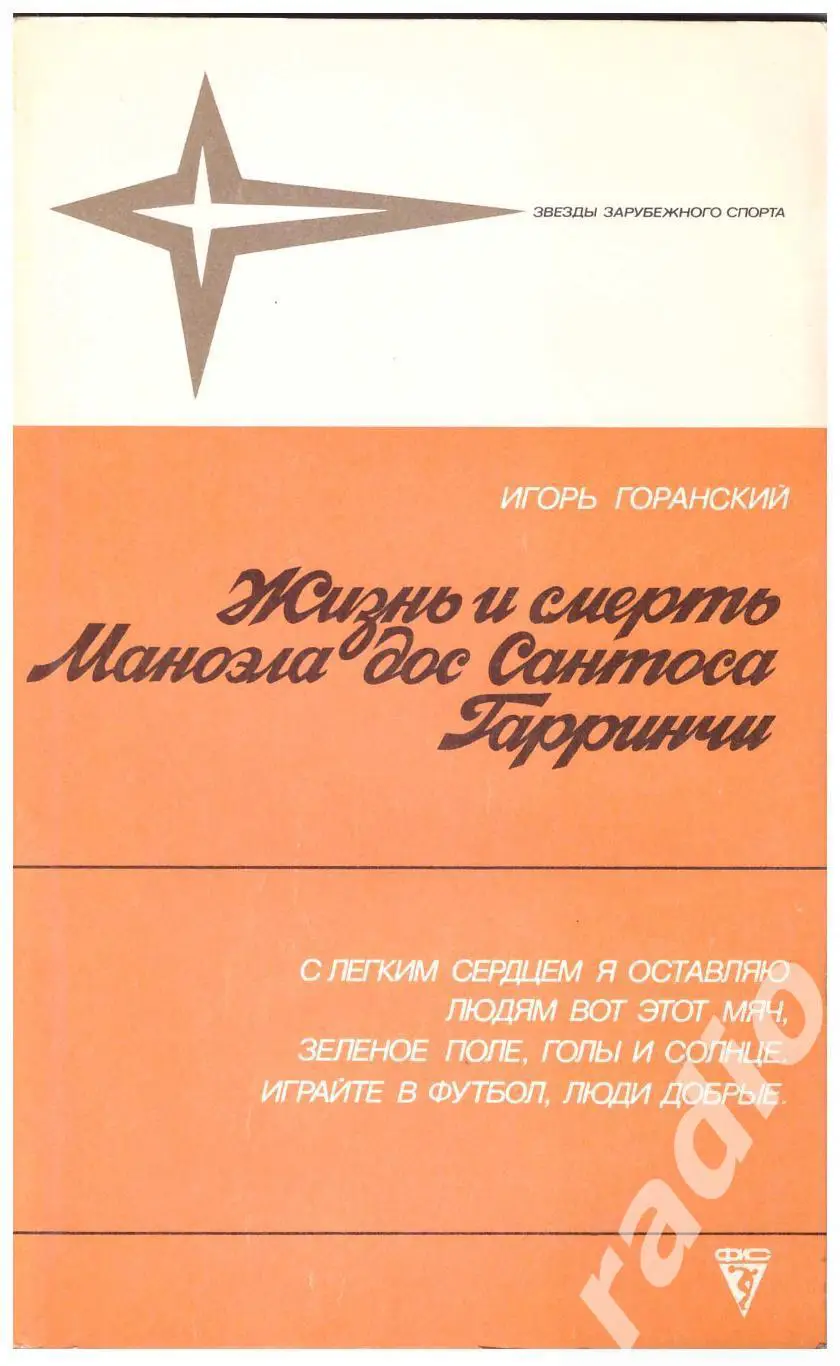 ЗВЕЗДЫ ЗАРУБЕЖНОГО СПОРТА
ИГОРЬ ГОРАНСКИЙ
Жизнь и смерть
Маноэла дос Сантоса
Гарринчи
С ЛЕГКИМ СЕРДЦЕМ Я ОСТАВЛЯЮ
ЛЮДЯМ ВОТ ЭТОТ МЯЧ,
ЗЕЛЕНОЕ ПОЛЕ, ГОЛЫ И СОЛНЦЕ.
ИГРАЙТЕ В ФУТБОЛ, ЛЮДИ ДОБРЫЕ.
ФИС
radio